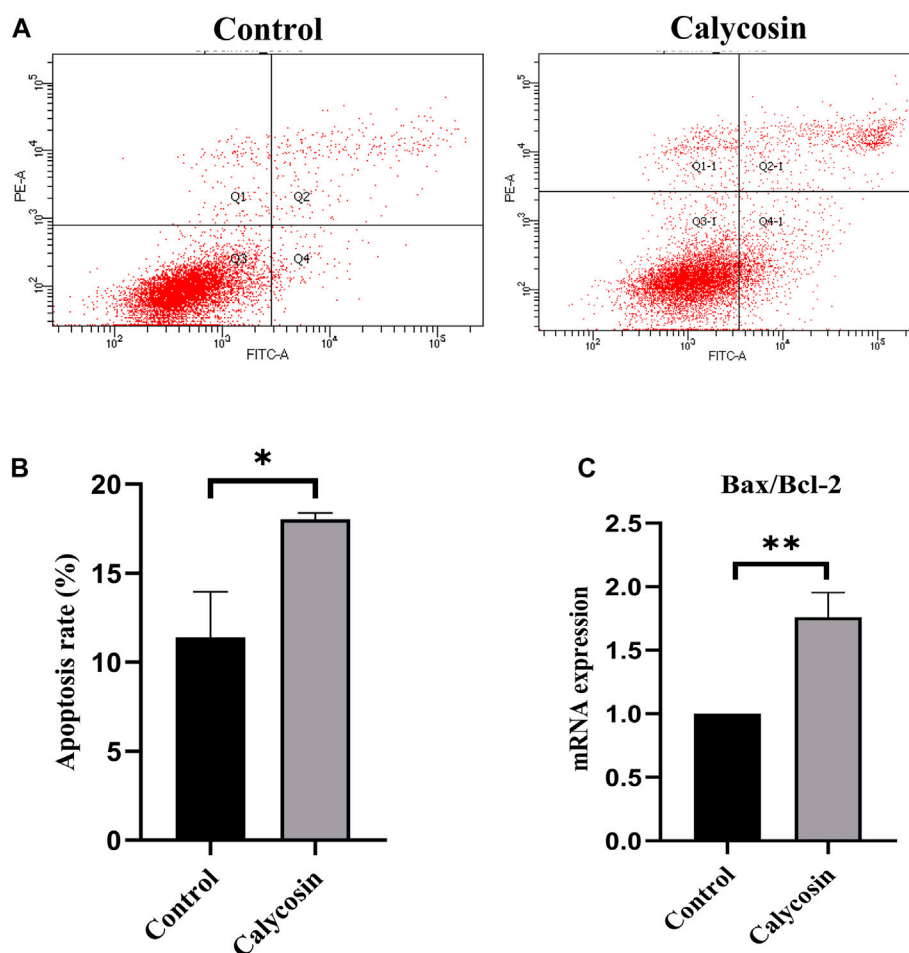 A
Control
Calycosin
10^5
10^4
10^3
10^2
PE-A
Q1
Q2
Q3
Q4
10^2
10^3
10^4
10^5
FITC-A
10^5
10^4
10^3
10^2
PE-A
Q1-1
Q2-1
Q3-1
Q4-1
10^2
10^3
10^4
10^5
FITC-A
B
*
20
15
10
5
0
Apoptosis rate (%)
Control
Calycosin
C
Bax/Bcl-2
**
2.5
2.0
1.5
1.0
0.5
0.0
mRNA expression
Control
Calycosin